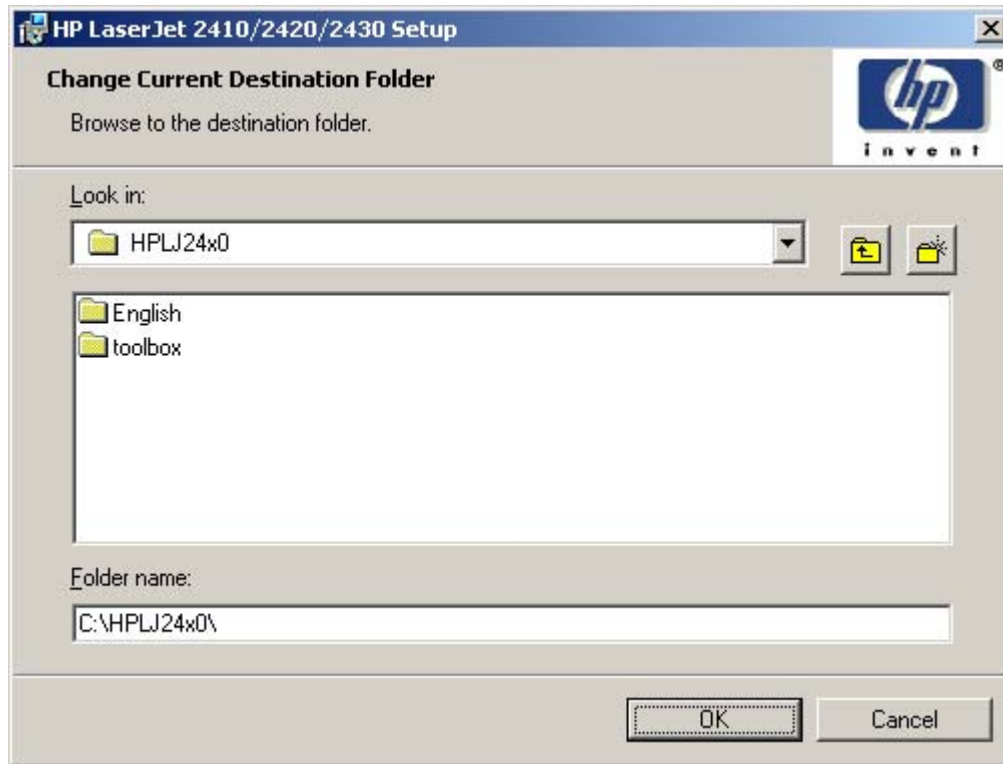 HP LaserJet 2410/2420/2430 Setup
Change Current Destination Folder
Browse to the destination folder.
hp
®
invent
Look in:
HPLJ24x0
English
toolbox
Folder name:
C:\HPLJ24x0\
OK
Cancel